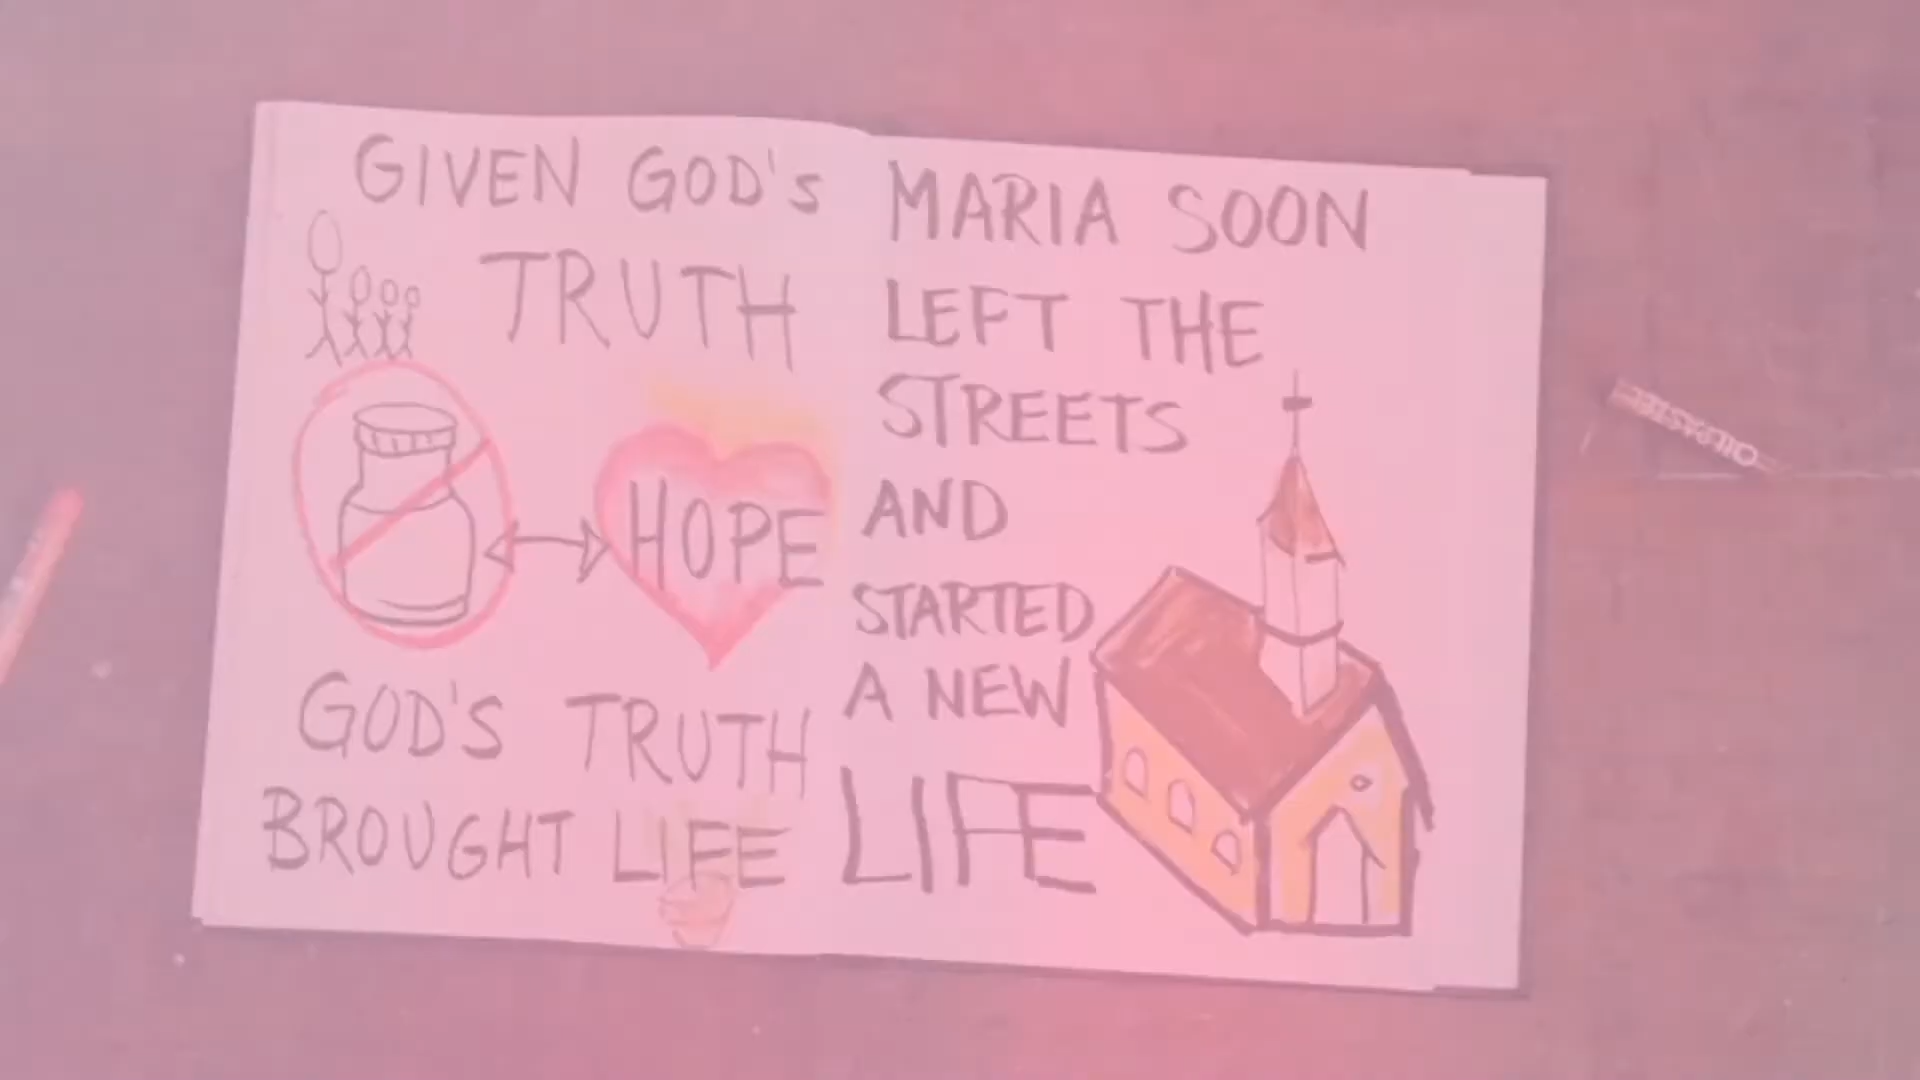 GIVEN GOD's
TRUTH
HOPE
GOD'S TRUTH
BROUGHT LIFE
MARIA SOON
LEFT THE
STREETS
AND
STARTED
A NEW
LIFE